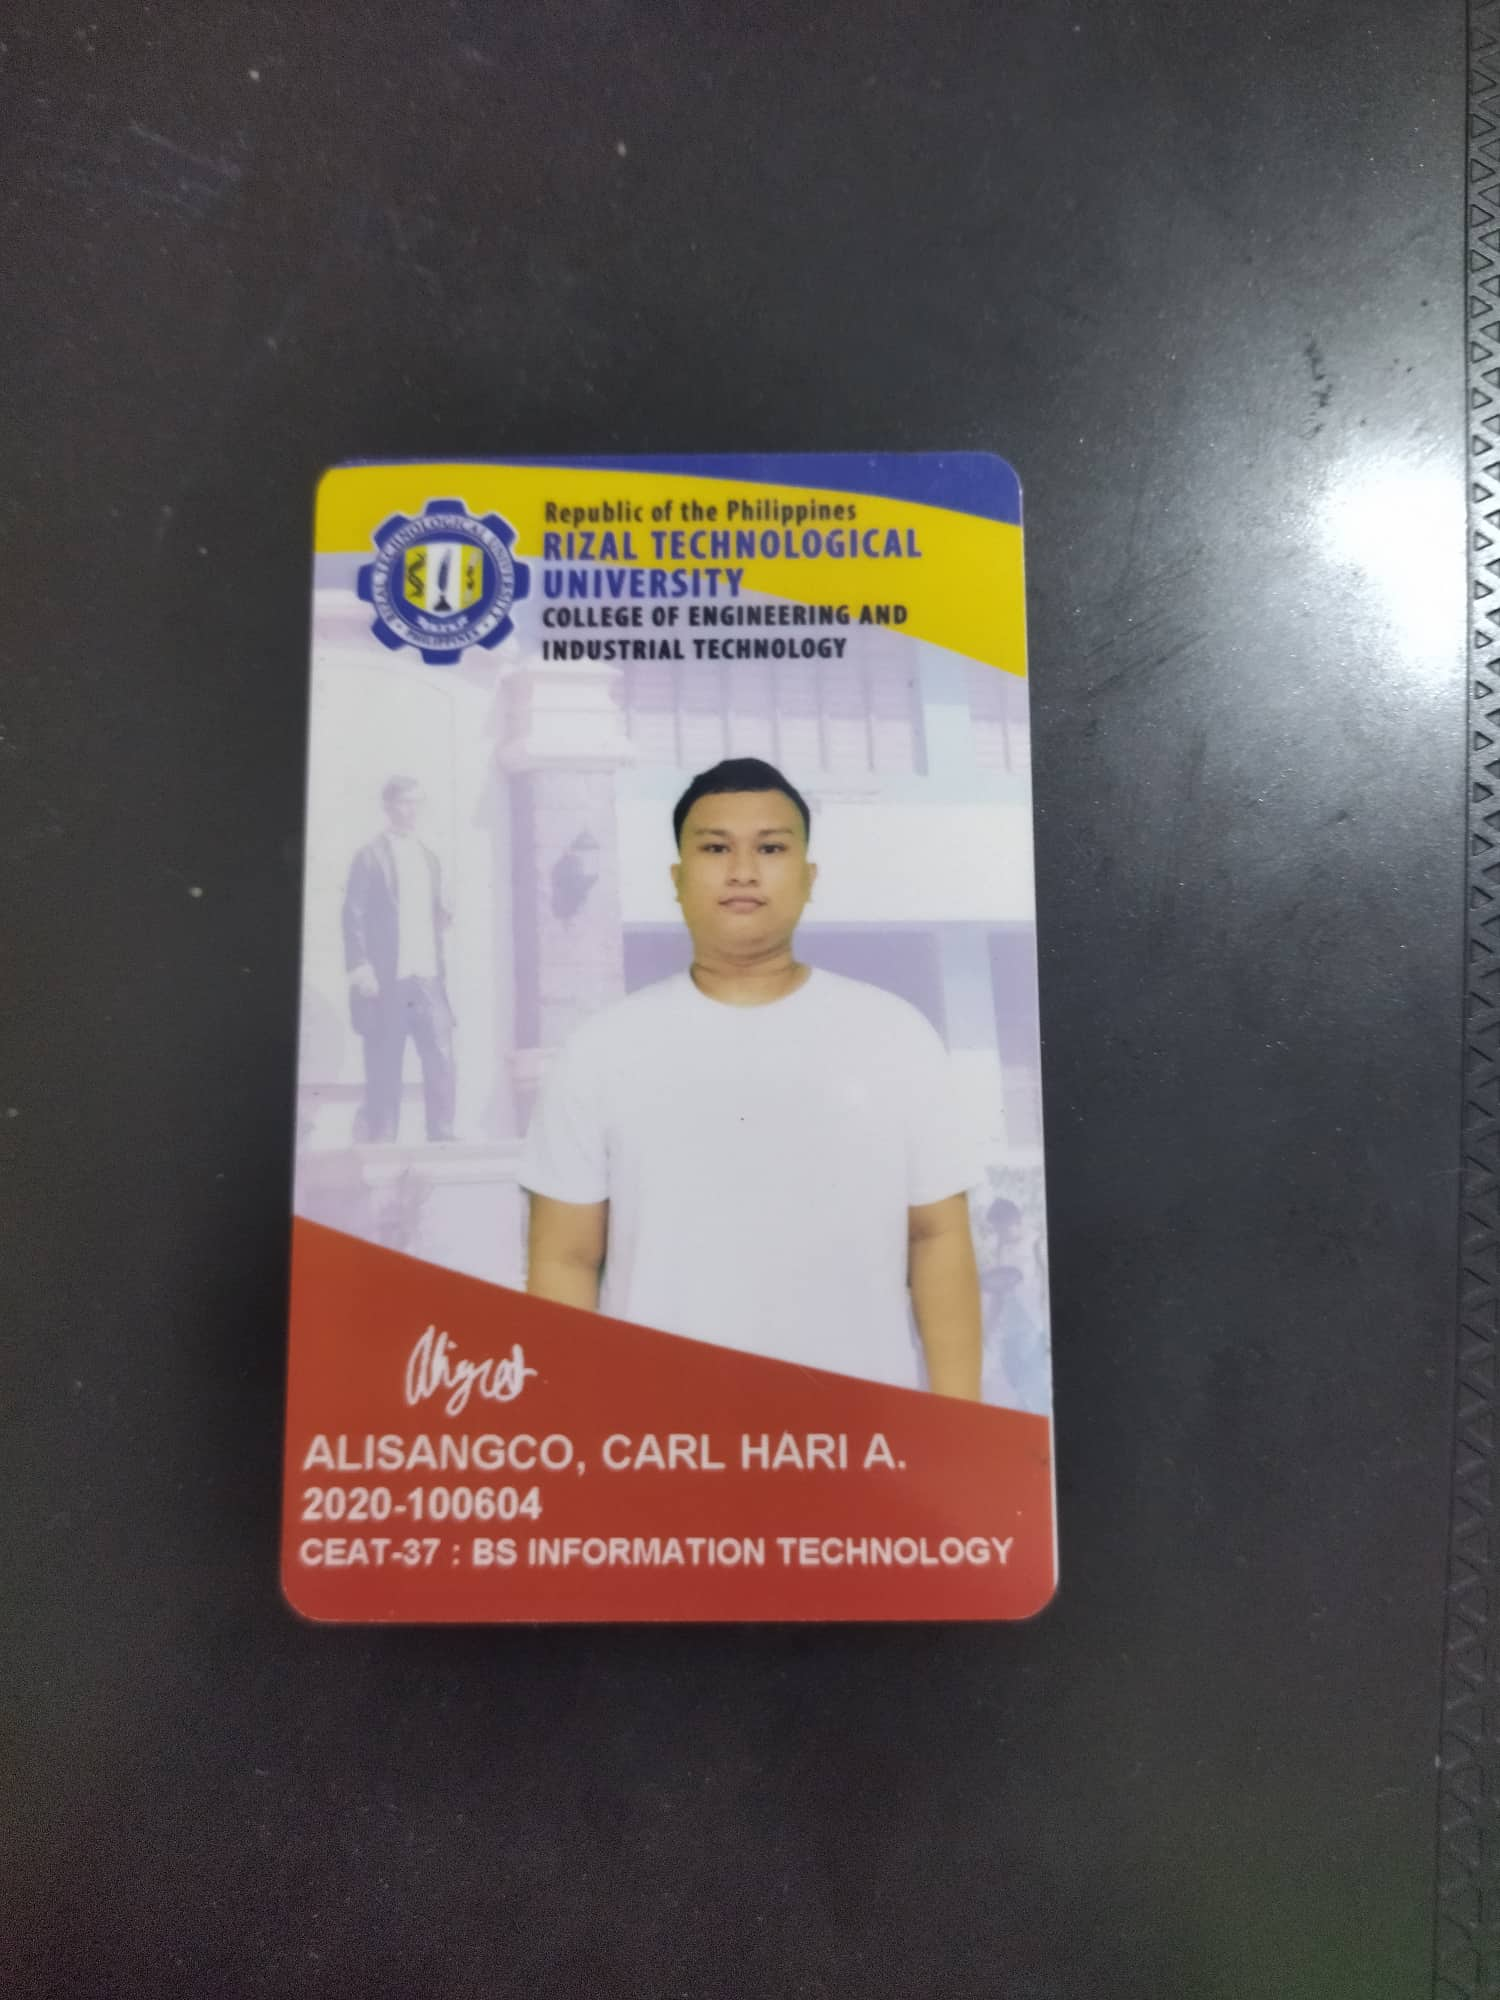 Republic of the Philippines
RIZAL TECHNOLOGICAL
UNIVERSITY
COLLEGE OF ENGINEERING AND
INDUSTRIAL TECHNOLOGY
RIZAL TECHNOLOGICAL UNIVERSITY
PHILIPPINES
ALISANGCO, CARL HARI A.
2020-100604
CEAT-37 : BS INFORMATION TECHNOLOGY